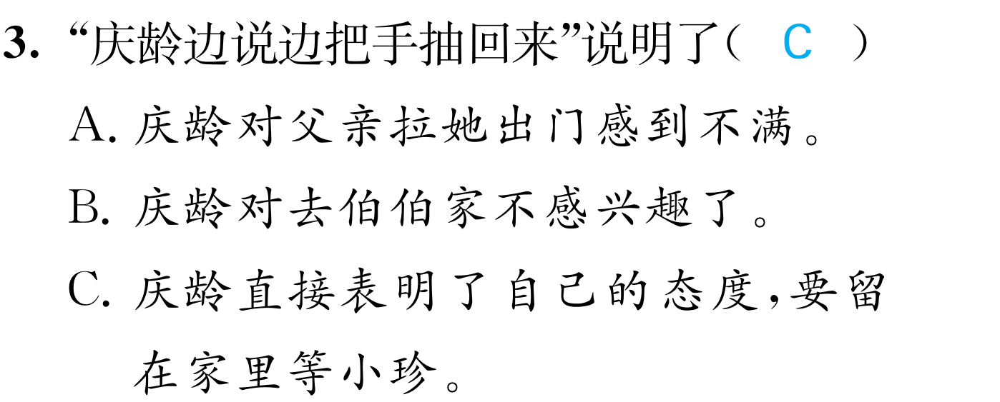 3. “庆龄边说边把手抽回来”说明了( C )
A. 庆龄对父亲拉她出门感到不满。
B. 庆龄对去伯伯家不感兴趣了。
C. 庆龄直接表明了自己的态度,要留
在家里等小珍。